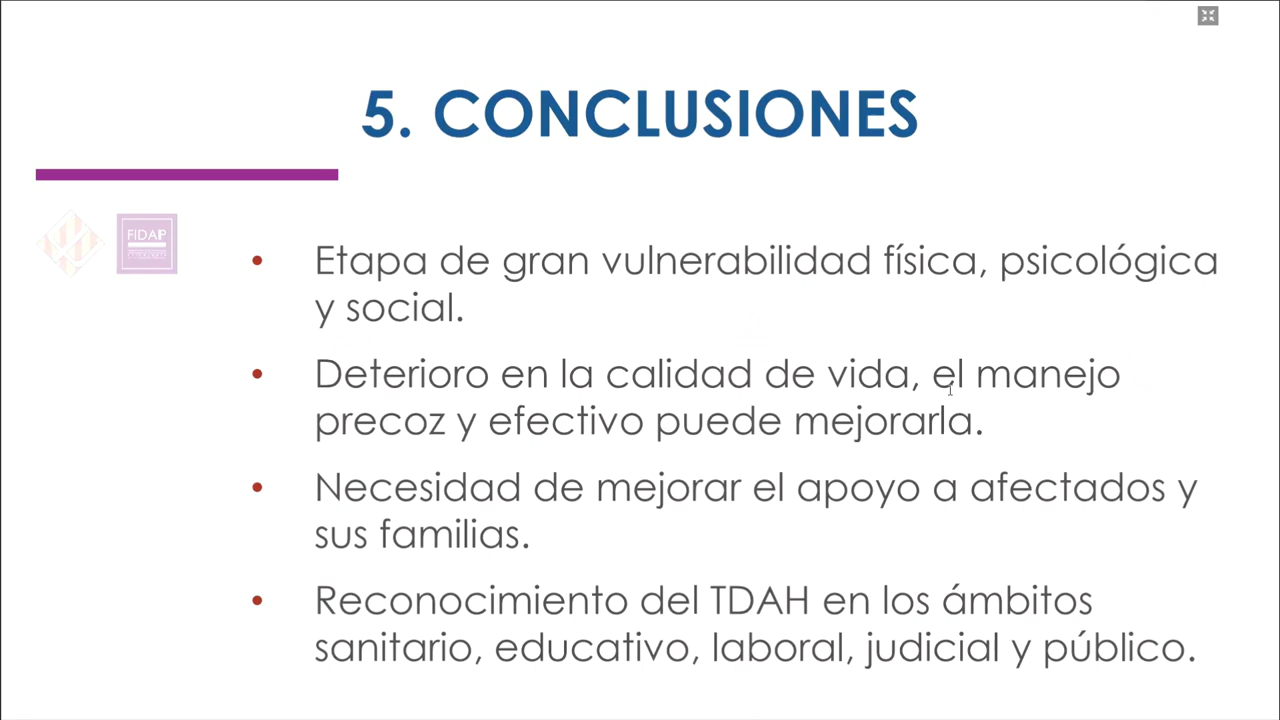 5. CONCLUSIONES
FIDAP
• Etapa de gran vulnerabilidad física, psicológica
y social.
• Deterioro en la calidad de vida, el manejo
precoz y efectivo puede mejorarla.
• Necesidad de mejorar el apoyo a afectados y
sus familias.
• Reconocimiento del TDAH en los ámbitos
sanitario, educativo, laboral, judicial y público.